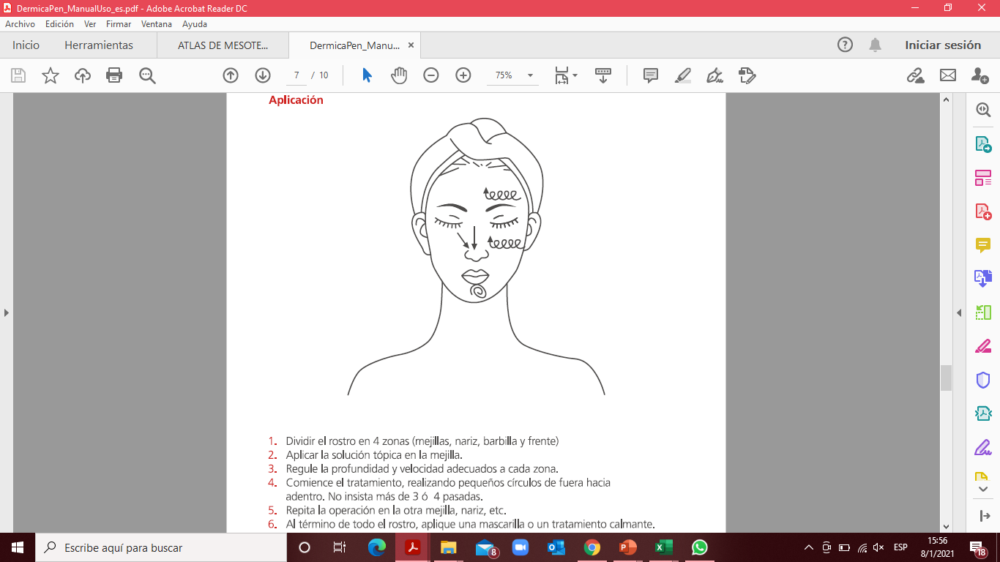 DermicaPen_ManualUso_es.pdf - Adobe Acrobat Reader DC
Archivo Edición Ver Firmar Ventana Ayuda
Inicio Herramientas ATLAS DE MESOTE... DermicaPen_Manu... × Iniciar sesión
7 / 10 75%
Aplicación
1. Dividir el rostro en 4 zonas (mejillas, nariz, barbilla y frente)
2. Aplicar la solución tópica en la mejilla.
3. Regule la profundidad y velocidad adecuados a cada zona.
4. Comience el tratamiento, realizando pequeños círculos de fuera hacia
adentro. No insista más de 3 ó 4 pasadas.
5. Repita la operación en la otra mejilla, nariz, etc.
6. Al término de todo el rostro, aplique una mascarilla o un tratamiento calmante.
Escribe aquí para buscar
8
ESP
15:56
8/1/2021
18